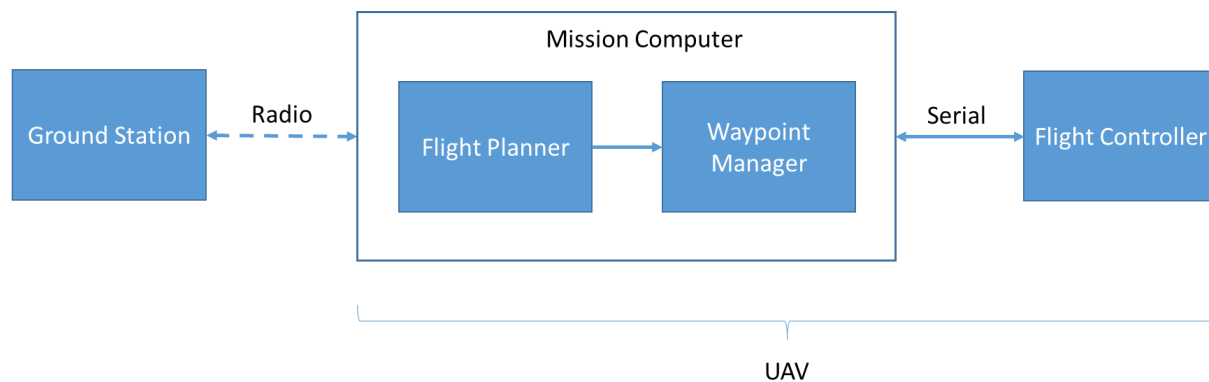 Mission Computer
Ground Station
Radio
Flight Planner
Waypoint
Manager
Serial
Flight Controller
UAV